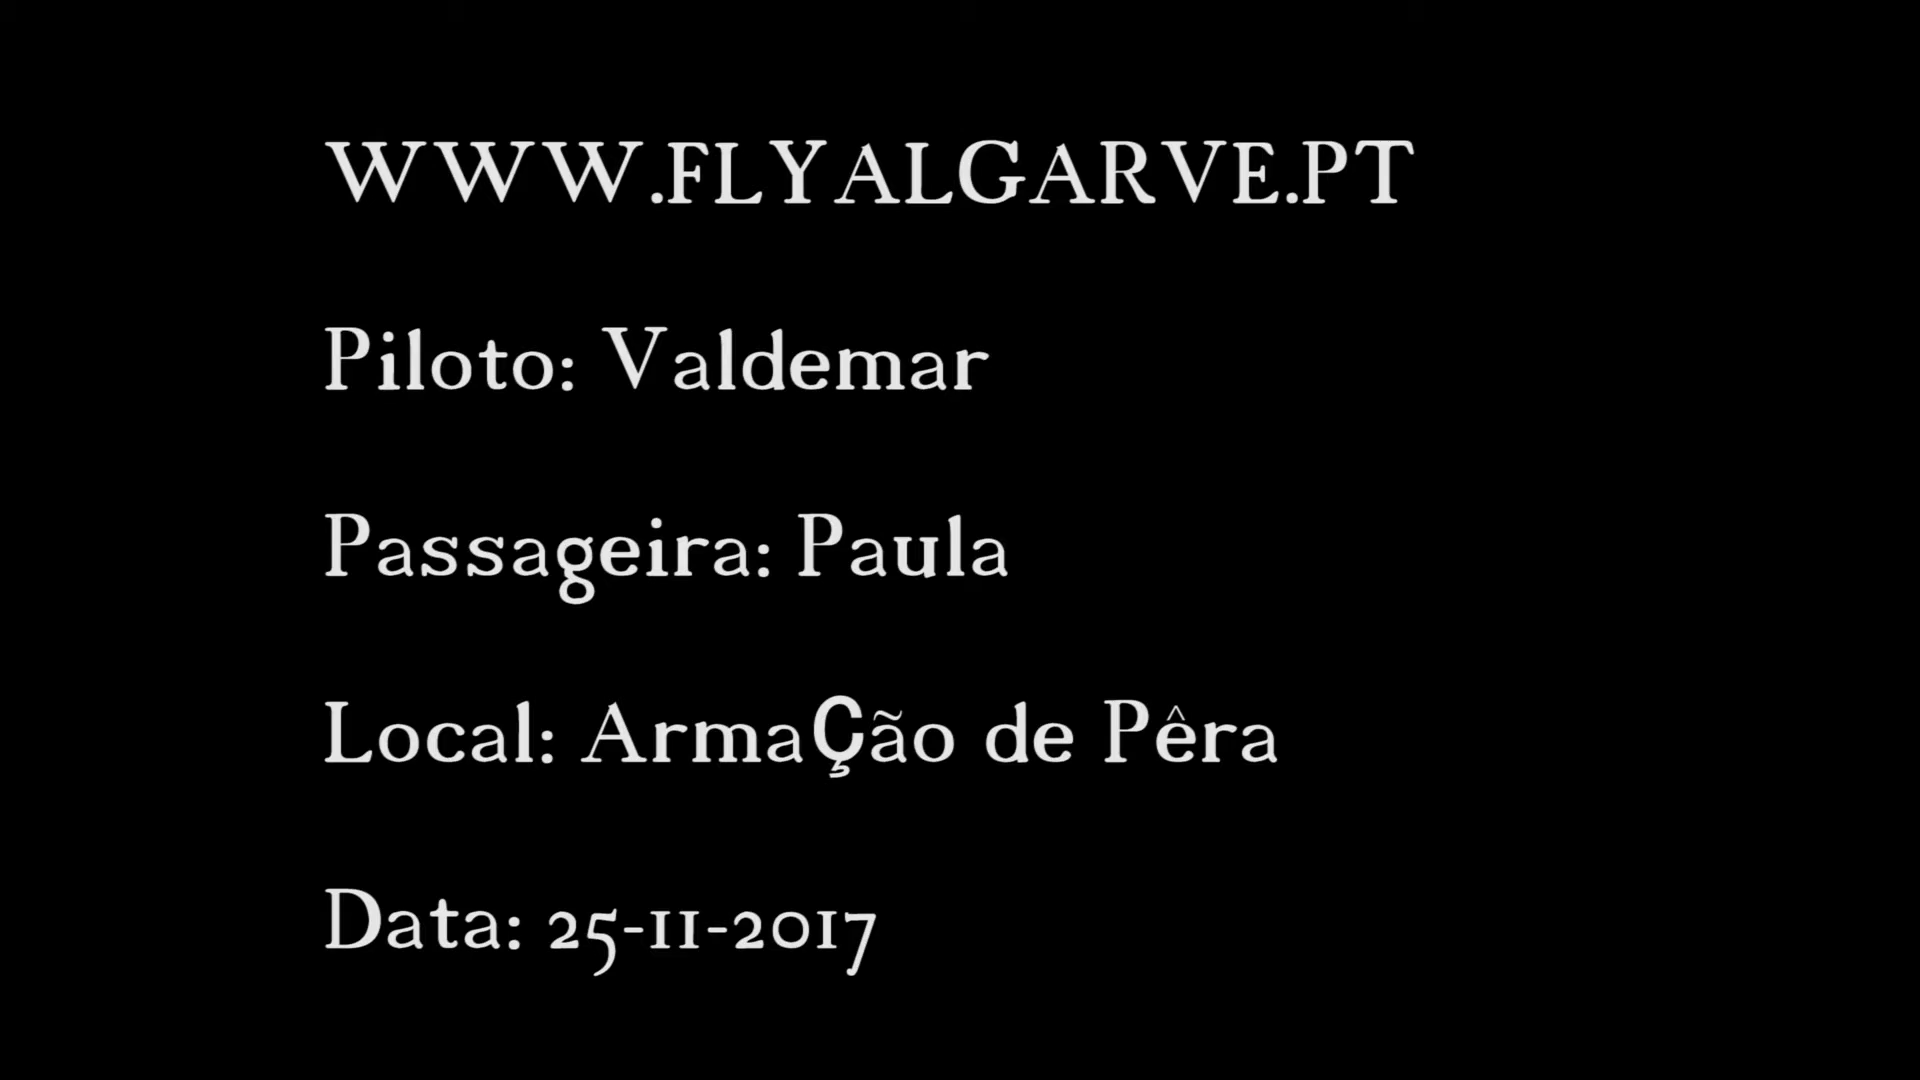 WWW.FLYALGARVE.PT
Piloto: Valdemar
Passageira: Paula
Local: ArmaÇão de Pêra
Data: 25-11-2017